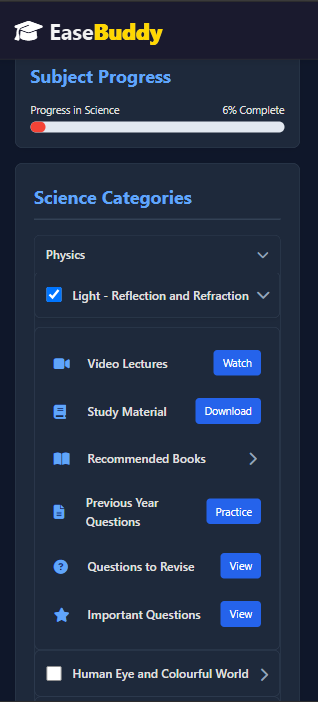 EaseBuddy
Subject Progress
Progress in Science 6% Complete
Science Categories
Physics
Light - Reflection and Refraction
Video Lectures Watch
Study Material Download
Recommended Books
Previous Year
Questions Practice
Questions to Revise View
Important Questions View
Human Eye and Colourful World